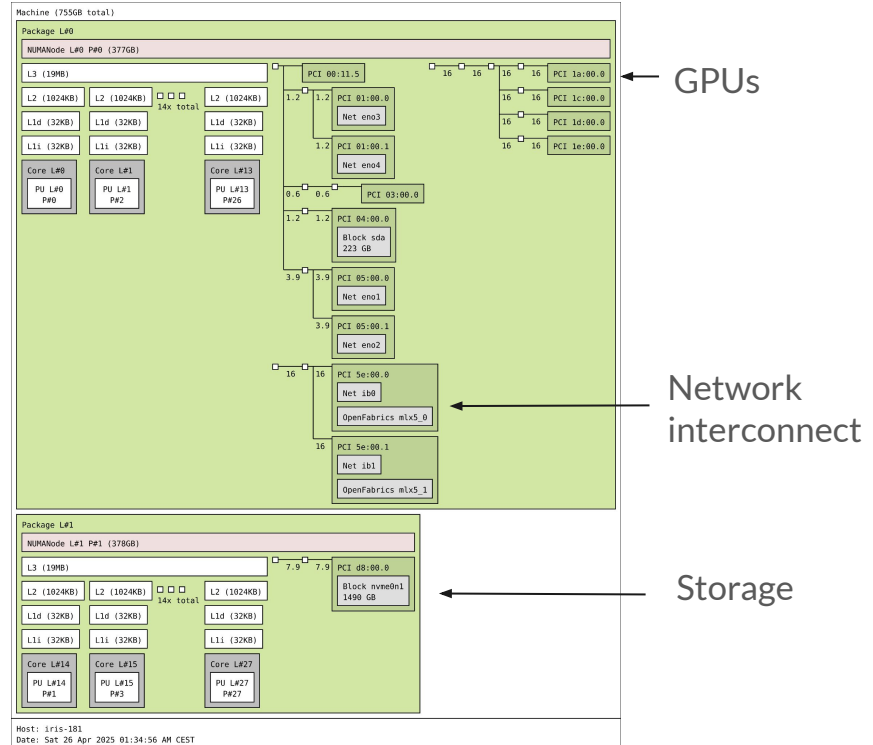 Machine (755GB total)
Package L#0
NUMANode L#0 P#0 (377GB)
L3 (19MB)
L2 (1024KB) L2 (1024KB) 14x total L2 (1024KB)
L1d (32KB) L1d (32KB) L1d (32KB)
L1i (32KB) L1i (32KB) L1i (32KB)
Core L#0 Core L#1 Core L#13
PU L#0 PU L#1 PU L#13
P#0 P#2 P#26
PCI 00:11.5
1.2 1.2 PCI 01:00.0
Net eno3
1.2 PCI 01:00.1
Net eno4
0.6 0.6 PCI 03:00.0
1.2 1.2 PCI 04:00.0
Block sda
223 GB
3.9 3.9 PCI 05:00.0
Net eno1
3.9 PCI 05:00.1
Net eno2
16 16 PCI 5e:00.0
Net ib0
OpenFabrics mlx5_0
16 PCI 5e:00.1
Net ib1
OpenFabrics mlx5_1
16 16 16 16 PCI 1a:00.0
16 16 PCI 1c:00.0
16 16 PCI 1d:00.0
16 16 PCI 1e:00.0
GPUs
Network
interconnect
Package L#1
NUMANode L#1 P#1 (378GB)
L3 (19MB)
L2 (1024KB) L2 (1024KB) 14x total L2 (1024KB)
L1d (32KB) L1d (32KB) L1d (32KB)
L1i (32KB) L1i (32KB) L1i (32KB)
Core L#14 Core L#15 Core L#27
PU L#14 PU L#15 PU L#27
P#1 P#3 P#27
7.9 7.9 PCI d8:00.0
Block nvme0n1
1490 GB
Storage
Host: iris-181
Date: Sat 26 Apr 2025 01:34:56 AM CEST